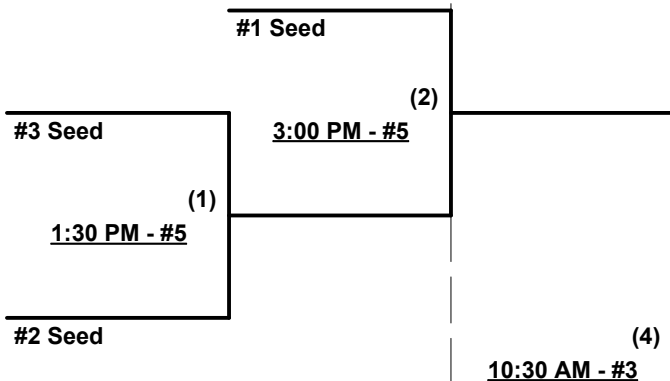 #1 Seed
(2)
#3 Seed
3:00 PM - #5
(1)
1:30 PM - #5
#2 Seed
(4)
10:30 AM - #3